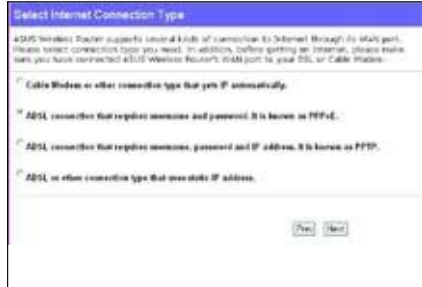 Select Internet Connection Type
ASUS Wireless Router supports several kinds of connection to Internet through its WAN port.
Please select connection type you need. In addition, before getting on Internet, please make
sure you have connected ASUS Wireless Router's WAN port to your DSL or Cable Modem.
Cable Modem or other connection type that gets IP automatically.
ADSL connection that requires username and password. It is known as PPPoE.
ADSL connection that requires username, password and IP address. It is known as PPTP.
ADSL or other connection type that uses static IP address.
Prev Next